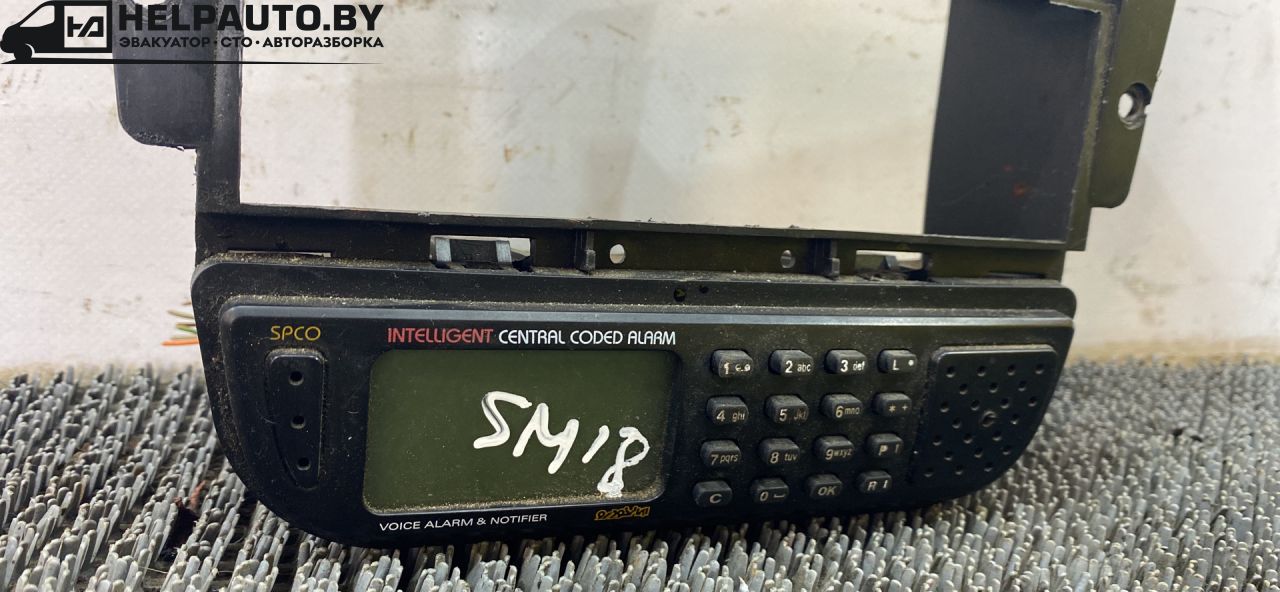 HELPAUTO.BY
ЭВАКУАТОР · СТО · АВТОРАЗБОРКА
SPCO
INTELLIGENT CENTRAL CODED ALARM
1
2 abc
3 def
L
4 ghi
5 jkl
6 mno
* +
7 pqrs
8 tuv
9 wxyz
P
C
0
OK
R
SM18
VOICE ALARM & NOTIFIER